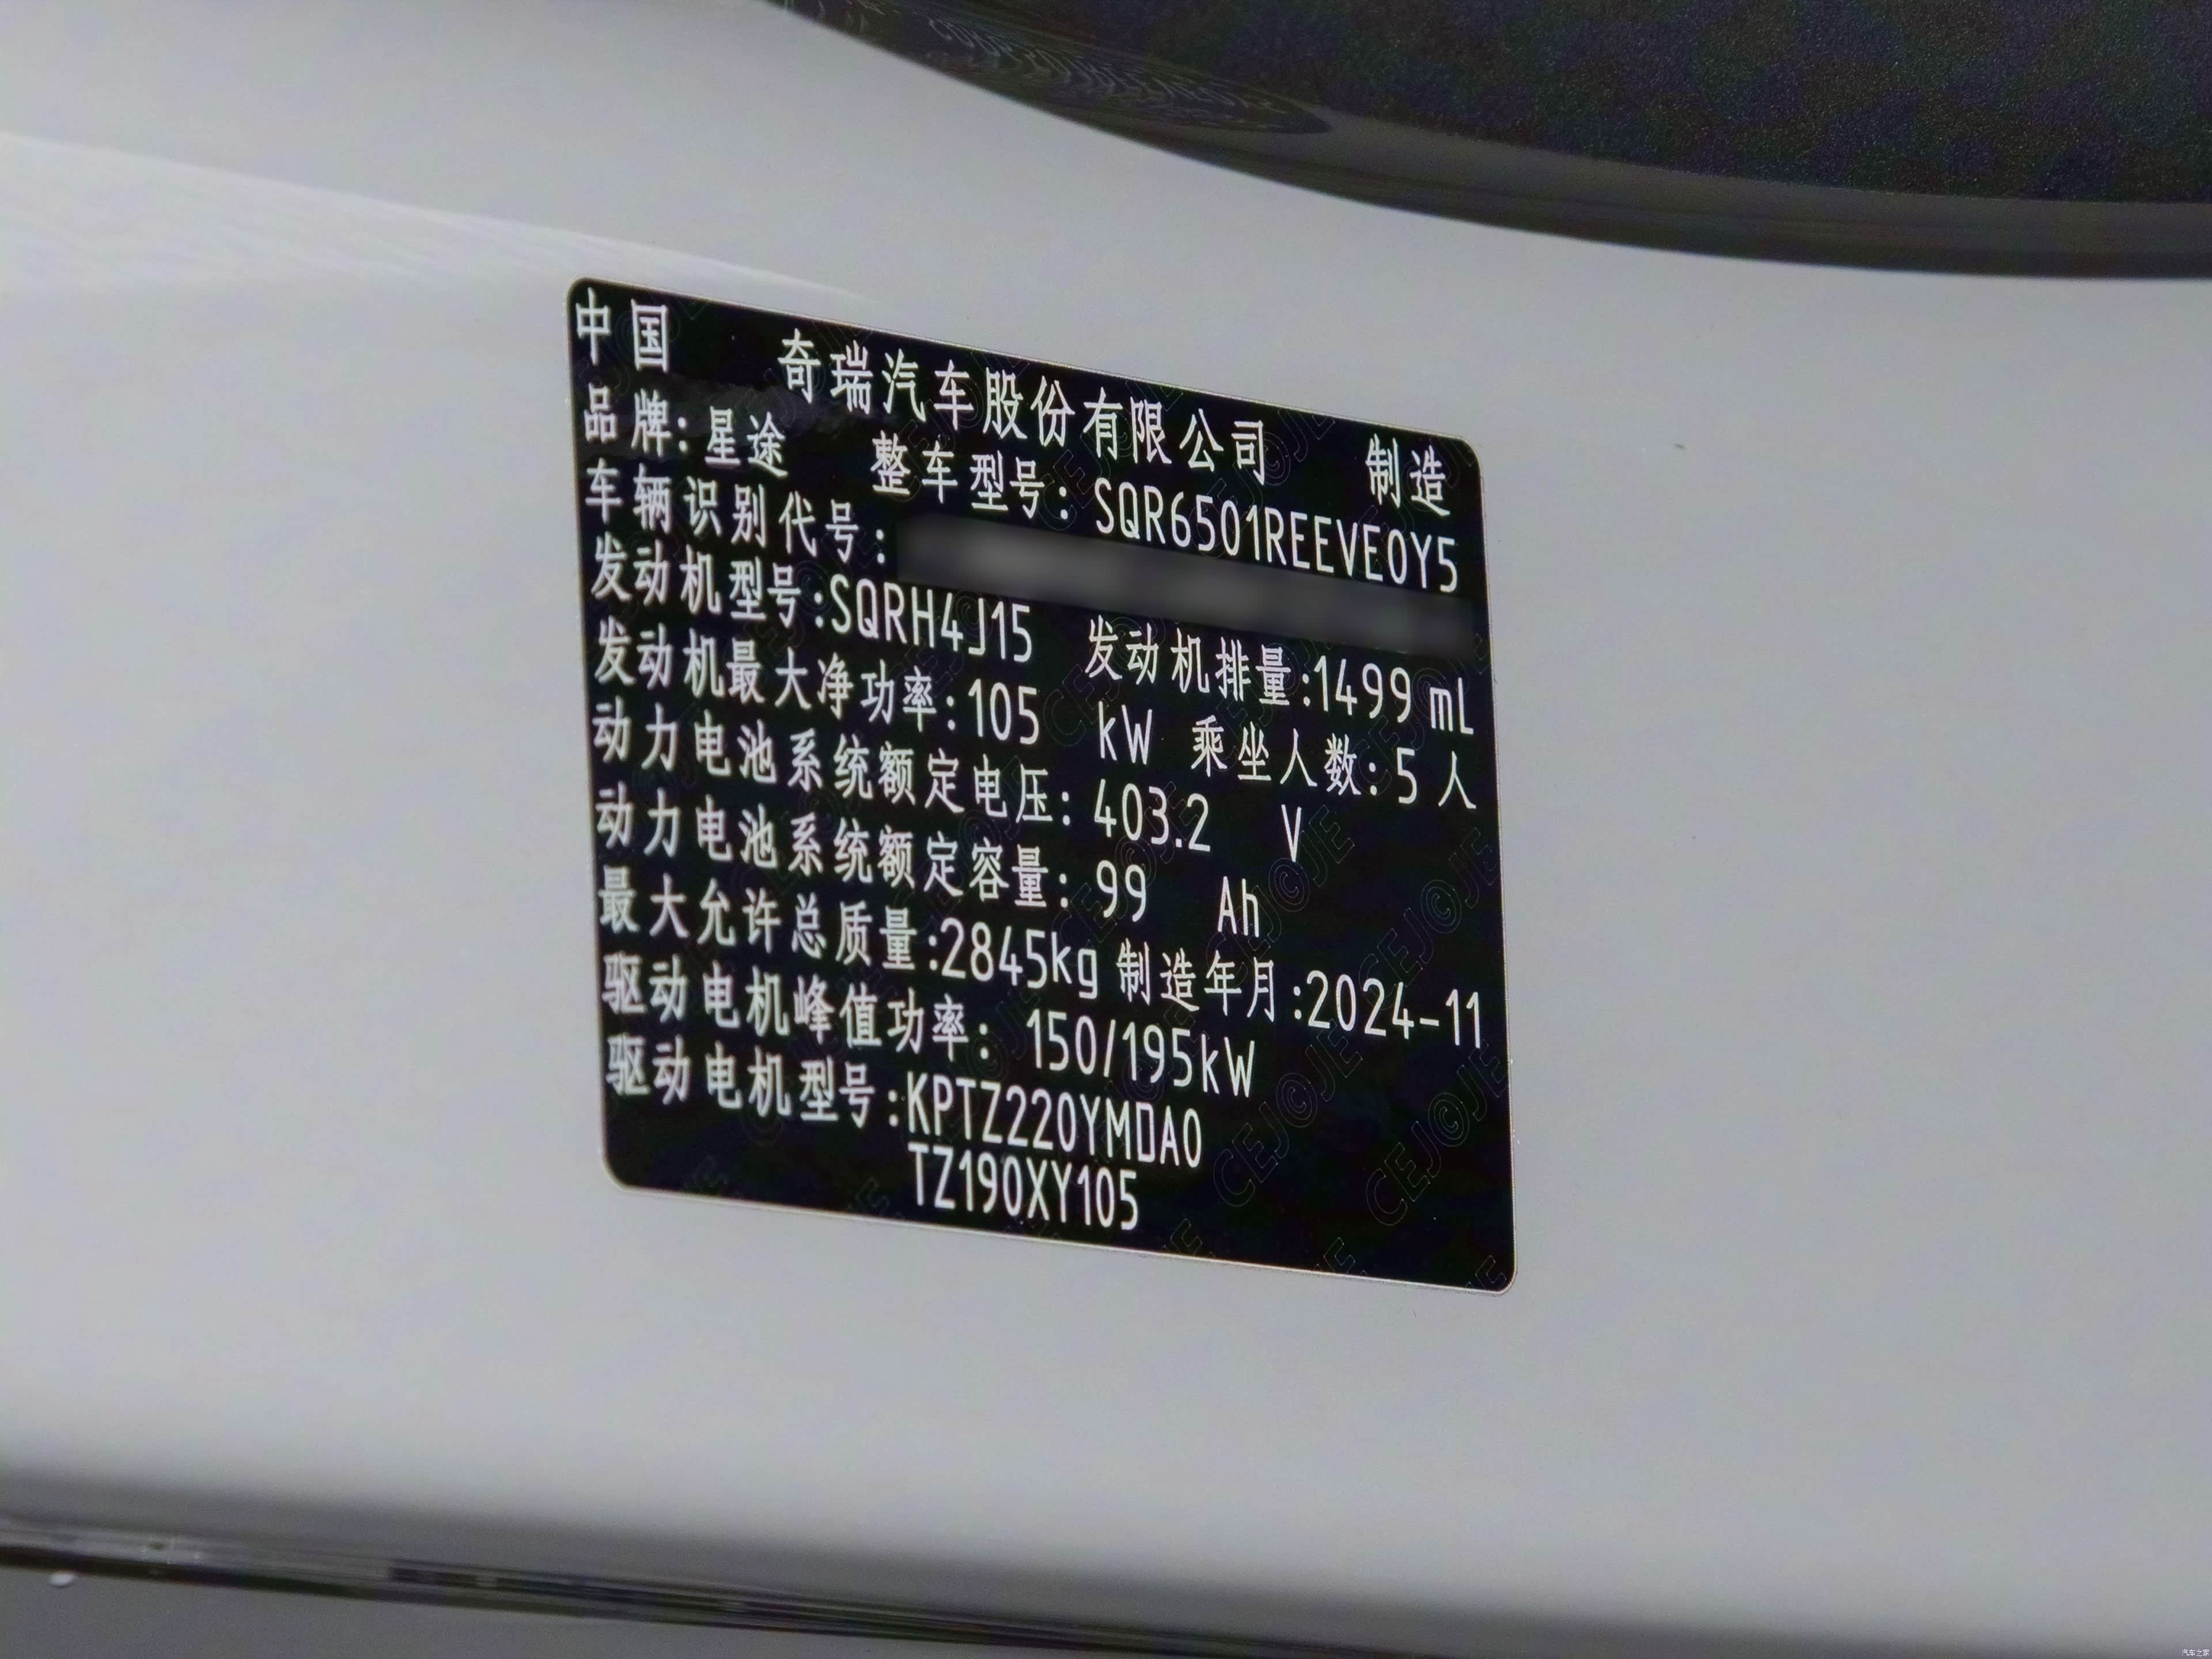 中国 奇瑞汽车股份有限公司 制造
品牌:星途 整车型号: SQR6501REEVE0Y5
车辆识别代号:
发动机型号:SQRH4J15 发动机排量:1499 mL
发动机最大净功率:105 kW 乘坐人数:5人
动力电池系统额定电压: 403.2 V
动力电池系统额定容量: 99 Ah
最大允许总质量:2845kg 制造年月:2024-11
驱动电机峰值功率: 150/195kW
驱动电机型号:KPTZ220YMDA0
TZ190XY105
汽车之家